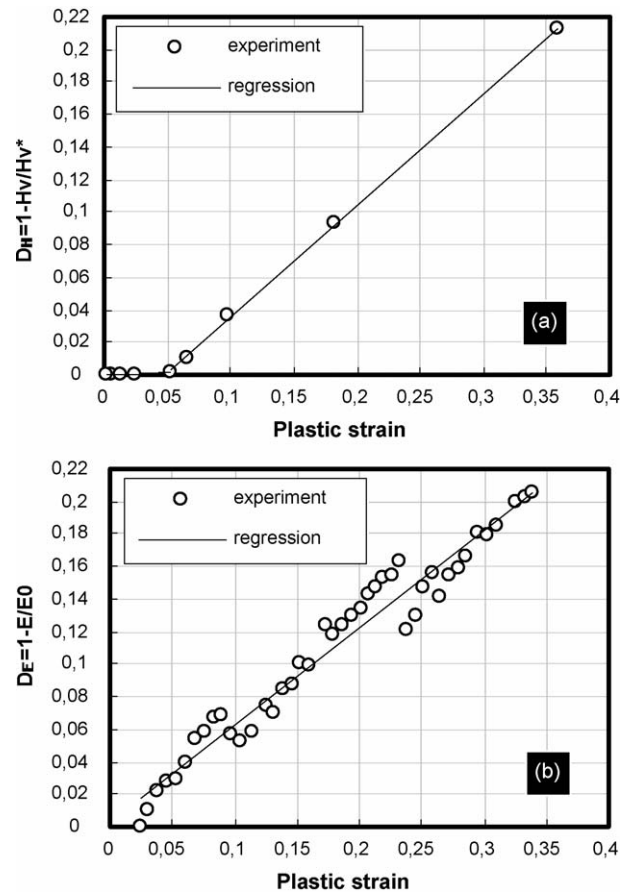 0,22
0,2
0,18
0,16
0,14
0,12
0,1
0,08
0,06
0,04
0,02
0
DH=1-Hv/Hv*
experiment
regression
(a)
0 0,05 0,1 0,15 0,2 0,25 0,3 0,35 0,4
Plastic strain
0,22
0,2
0,18
0,16
0,14
0,12
0,1
0,08
0,06
0,04
0,02
0
DE=1-E/E0
experiment
regression
(b)
0 0,05 0,1 0,15 0,2 0,25 0,3 0,35 0,4
Plastic strain